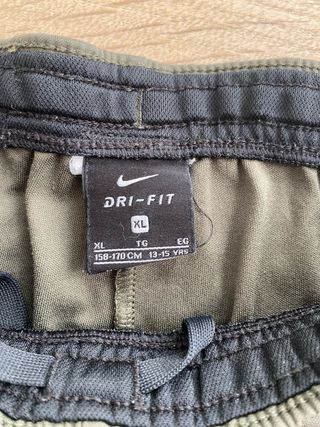 DRI-FIT
XL
XL TG EG
158-170 CM 13-15 YRS